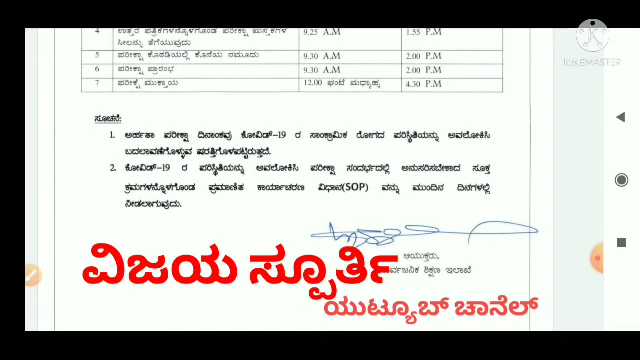 4 ಉತ್ತರ ಪತ್ರಿಕೆಗಳನ್ನೊಳಗೊಂಡ ಪರೀಕ್ಷಾ ಪುಸ್ತಕಗಳ 9.25 A.M 1.55 P.M
ಸೀಲನ್ನು ತೆಗೆಯುವುದು
5 ಪರೀಕ್ಷಾ ಕೊಠಡಿಯಲ್ಲಿ ಕೊನೆಯ ನಮೂದು 9.30 A.M 2.00 P.M
6 ಪರೀಕ್ಷಾ ಪ್ರಾರಂಭ 9.30 A.M 2.00 P.M
7 ಪರೀಕ್ಷೆ ಮುಕ್ತಾಯ 12.00 ಘಂಟೆ ಮಧ್ಯಾಹ್ನ 4.30 P.M
ಸೂಚನೆ:
1. ಅರ್ಹತಾ ಪರೀಕ್ಷಾ ದಿನಾಂಕವು ಕೋವಿಡ್-19 ರ ಸಾಂಕ್ರಾಮಿಕ ರೋಗದ ಪರಿಸ್ಥಿತಿಯನ್ನು ಅವಲೋಕಿಸಿ
ಬದಲಾವಣೆಗೊಳ್ಳುವ ಷರತ್ತಿಗೊಳಪಟ್ಟಿರುತ್ತದೆ.
2. ಕೋವಿಡ್-19 ರ ಪರಿಸ್ಥಿತಿಯನ್ನು ಅವಲೋಕಿಸಿ ಪರೀಕ್ಷಾ ಸಂದರ್ಭದಲ್ಲಿ ಅನುಸರಿಸಬೇಕಾದ ಸೂಕ್ತ
ಕ್ರಮಗಳನ್ನೊಳಗೊಂಡ ಪ್ರಮಾಣಿತ ಕಾರ್ಯಾಚರಣ ವಿಧಾನ(SOP) ವನ್ನು ಮುಂದಿನ ದಿನಗಳಲ್ಲಿ
ನೀಡಲಾಗುವುದು.
ಆಯುಕ್ತರು,
ಶಿಕ್ಷಣ ಇಲಾಖೆ
ವಿಜಯ ಸ್ಪೂರ್ತಿ
ಯುಟ್ಯೂಬ್ ಚಾನೆಲ್
KINEMASTER